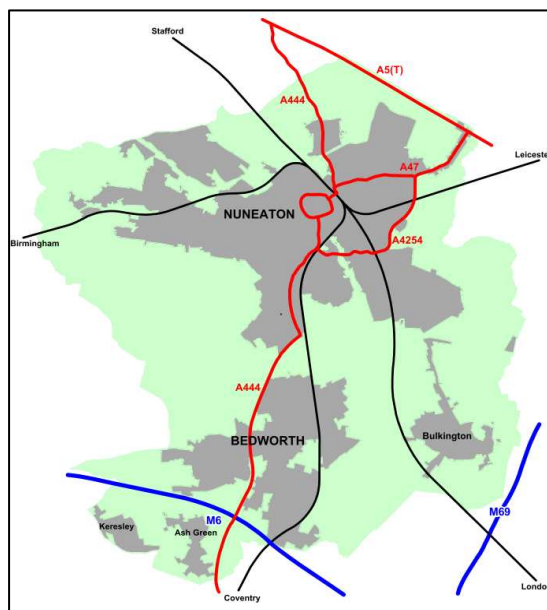 Stafford
A5(T)
A444
A47
Leiceste
NUNEATON
Birmingham
A4254
A444
BEDWORTH
Bulkington
M6
Keresley
Ash Green
M69
Coventry
Londo